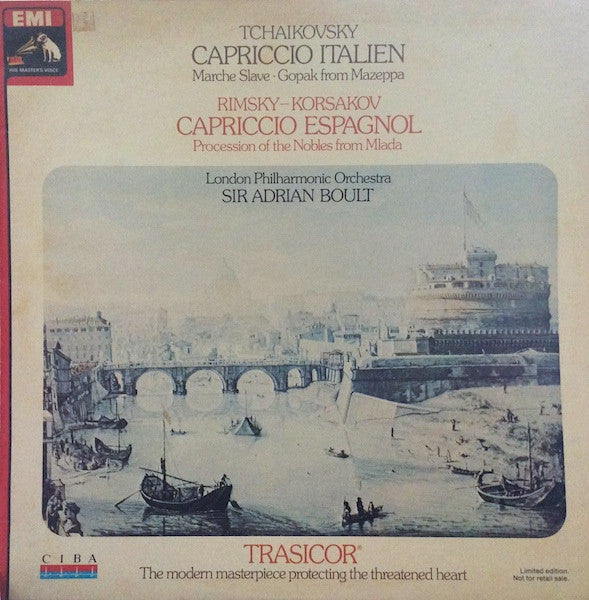 EMI
HIS MASTER'S VOICE
TCHAIKOVSKY
CAPRICCIO ITALIEN
Marche Slave · Gopak from Mazeppa
RIMSKY–KORSAKOV
CAPRICCIO ESPAGNOL
Procession of the Nobles from Mlada
London Philharmonic Orchestra
SIR ADRIAN BOULT
TRASICOR®
The modern masterpiece protecting the threatened heart
CIBA
Limited edition.
Not for retail sale.